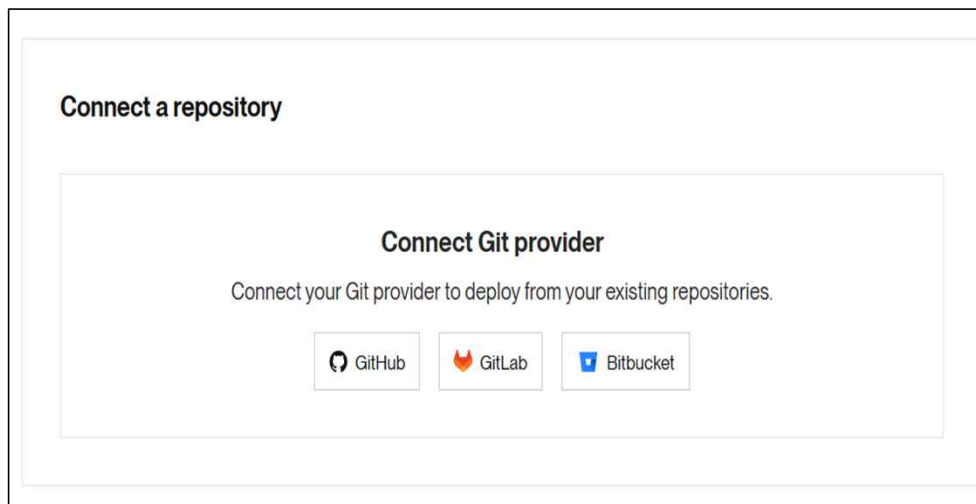 Connect a repository
Connect Git provider
Connect your Git provider to deploy from your existing repositories.
GitHub GitLab Bitbucket